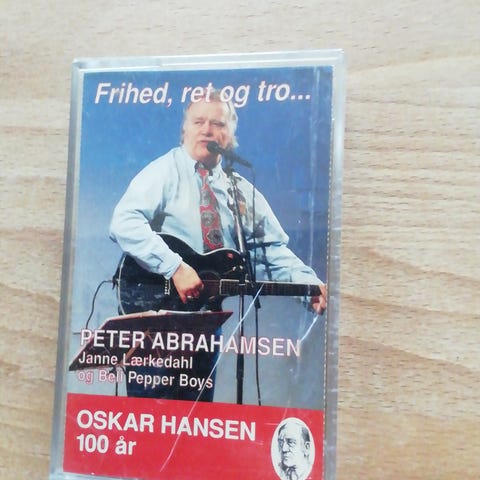 Frihed, ret og tro...
PETER ABRAHAMSEN
Janne Lærkedahl
og Bell Pepper Boys
OSKAR HANSEN
100 år